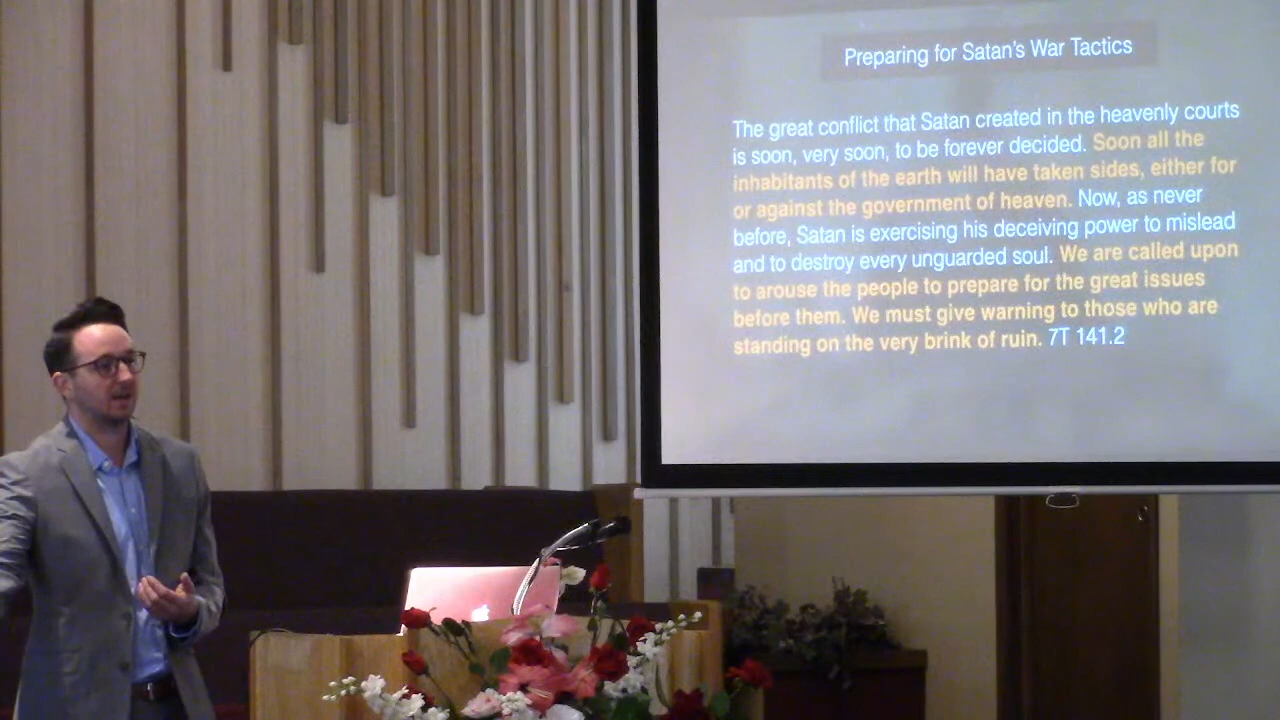 Preparing for Satan's War Tactics
The great conflict that Satan created in the heavenly courts
is soon, very soon, to be forever decided. Soon all the
inhabitants of the earth will have taken sides, either for
or against the government of heaven. Now, as never
before, Satan is exercising his deceiving power to mislead
and to destroy every unguarded soul. We are called upon
to arouse the people to prepare for the great issues
before them. We must give warning to those who are
standing on the very brink of ruin. 7T 141.2